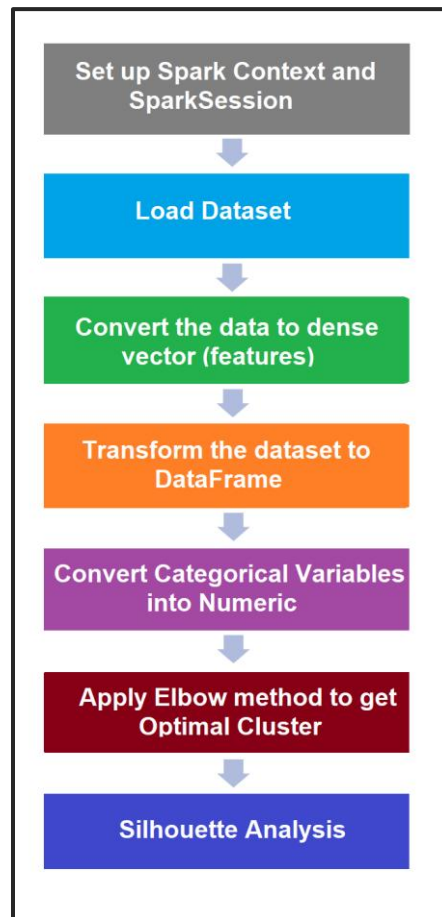 Set up Spark Context and
SparkSession
Load Dataset
Convert the data to dense
vector (features)
Transform the dataset to
DataFrame
Convert Categorical Variables
into Numeric
Apply Elbow method to get
Optimal Cluster
Silhouette Analysis